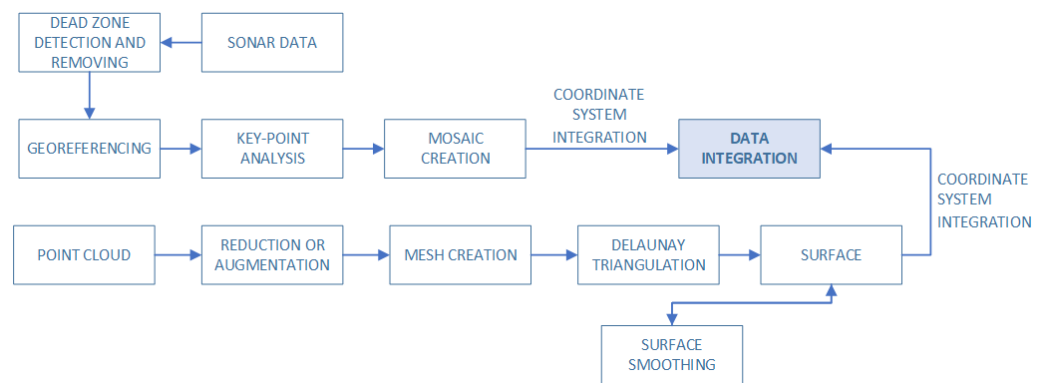 DEAD ZONE
DETECTION AND
REMOVING
SONAR DATA
GEOREFERENCING
KEY-POINT
ANALYSIS
MOSAIC
CREATION
COORDINATE
SYSTEM
INTEGRATION
DATA
INTEGRATION
COORDINATE
SYSTEM
INTEGRATION
POINT CLOUD
REDUCTION OR
AUGMENTATION
MESH CREATION
DELAUNAY
TRIANGULATION
SURFACE
SURFACE
SMOOTHING